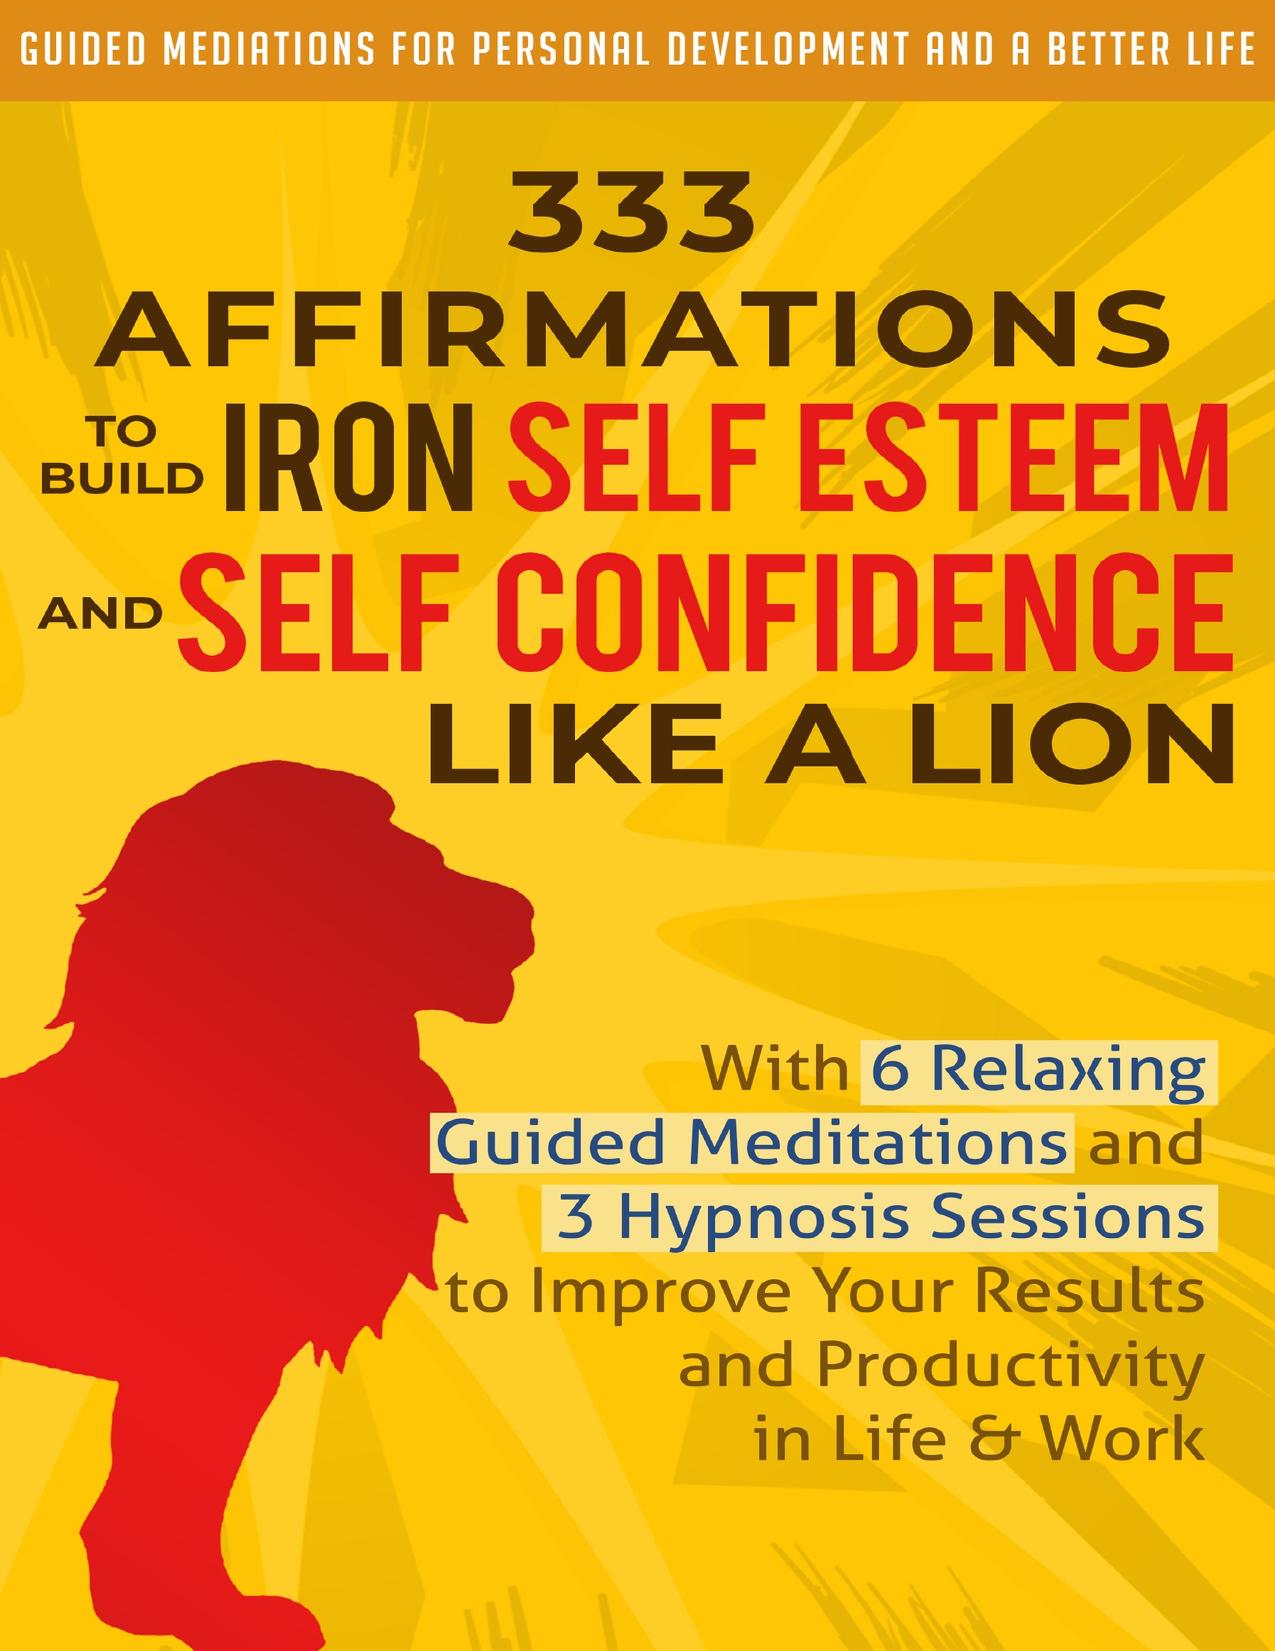 GUIDED MEDIATIONS FOR PERSONAL DEVELOPMENT AND A BETTER LIFE
333
AFFIRMATIONS
TO BUILD IRON SELF ESTEEM
AND SELF CONFIDENCE
LIKE A LION
With 6 Relaxing
Guided Meditations and
3 Hypnosis Sessions
to Improve Your Results
and Productivity
in Life & Work